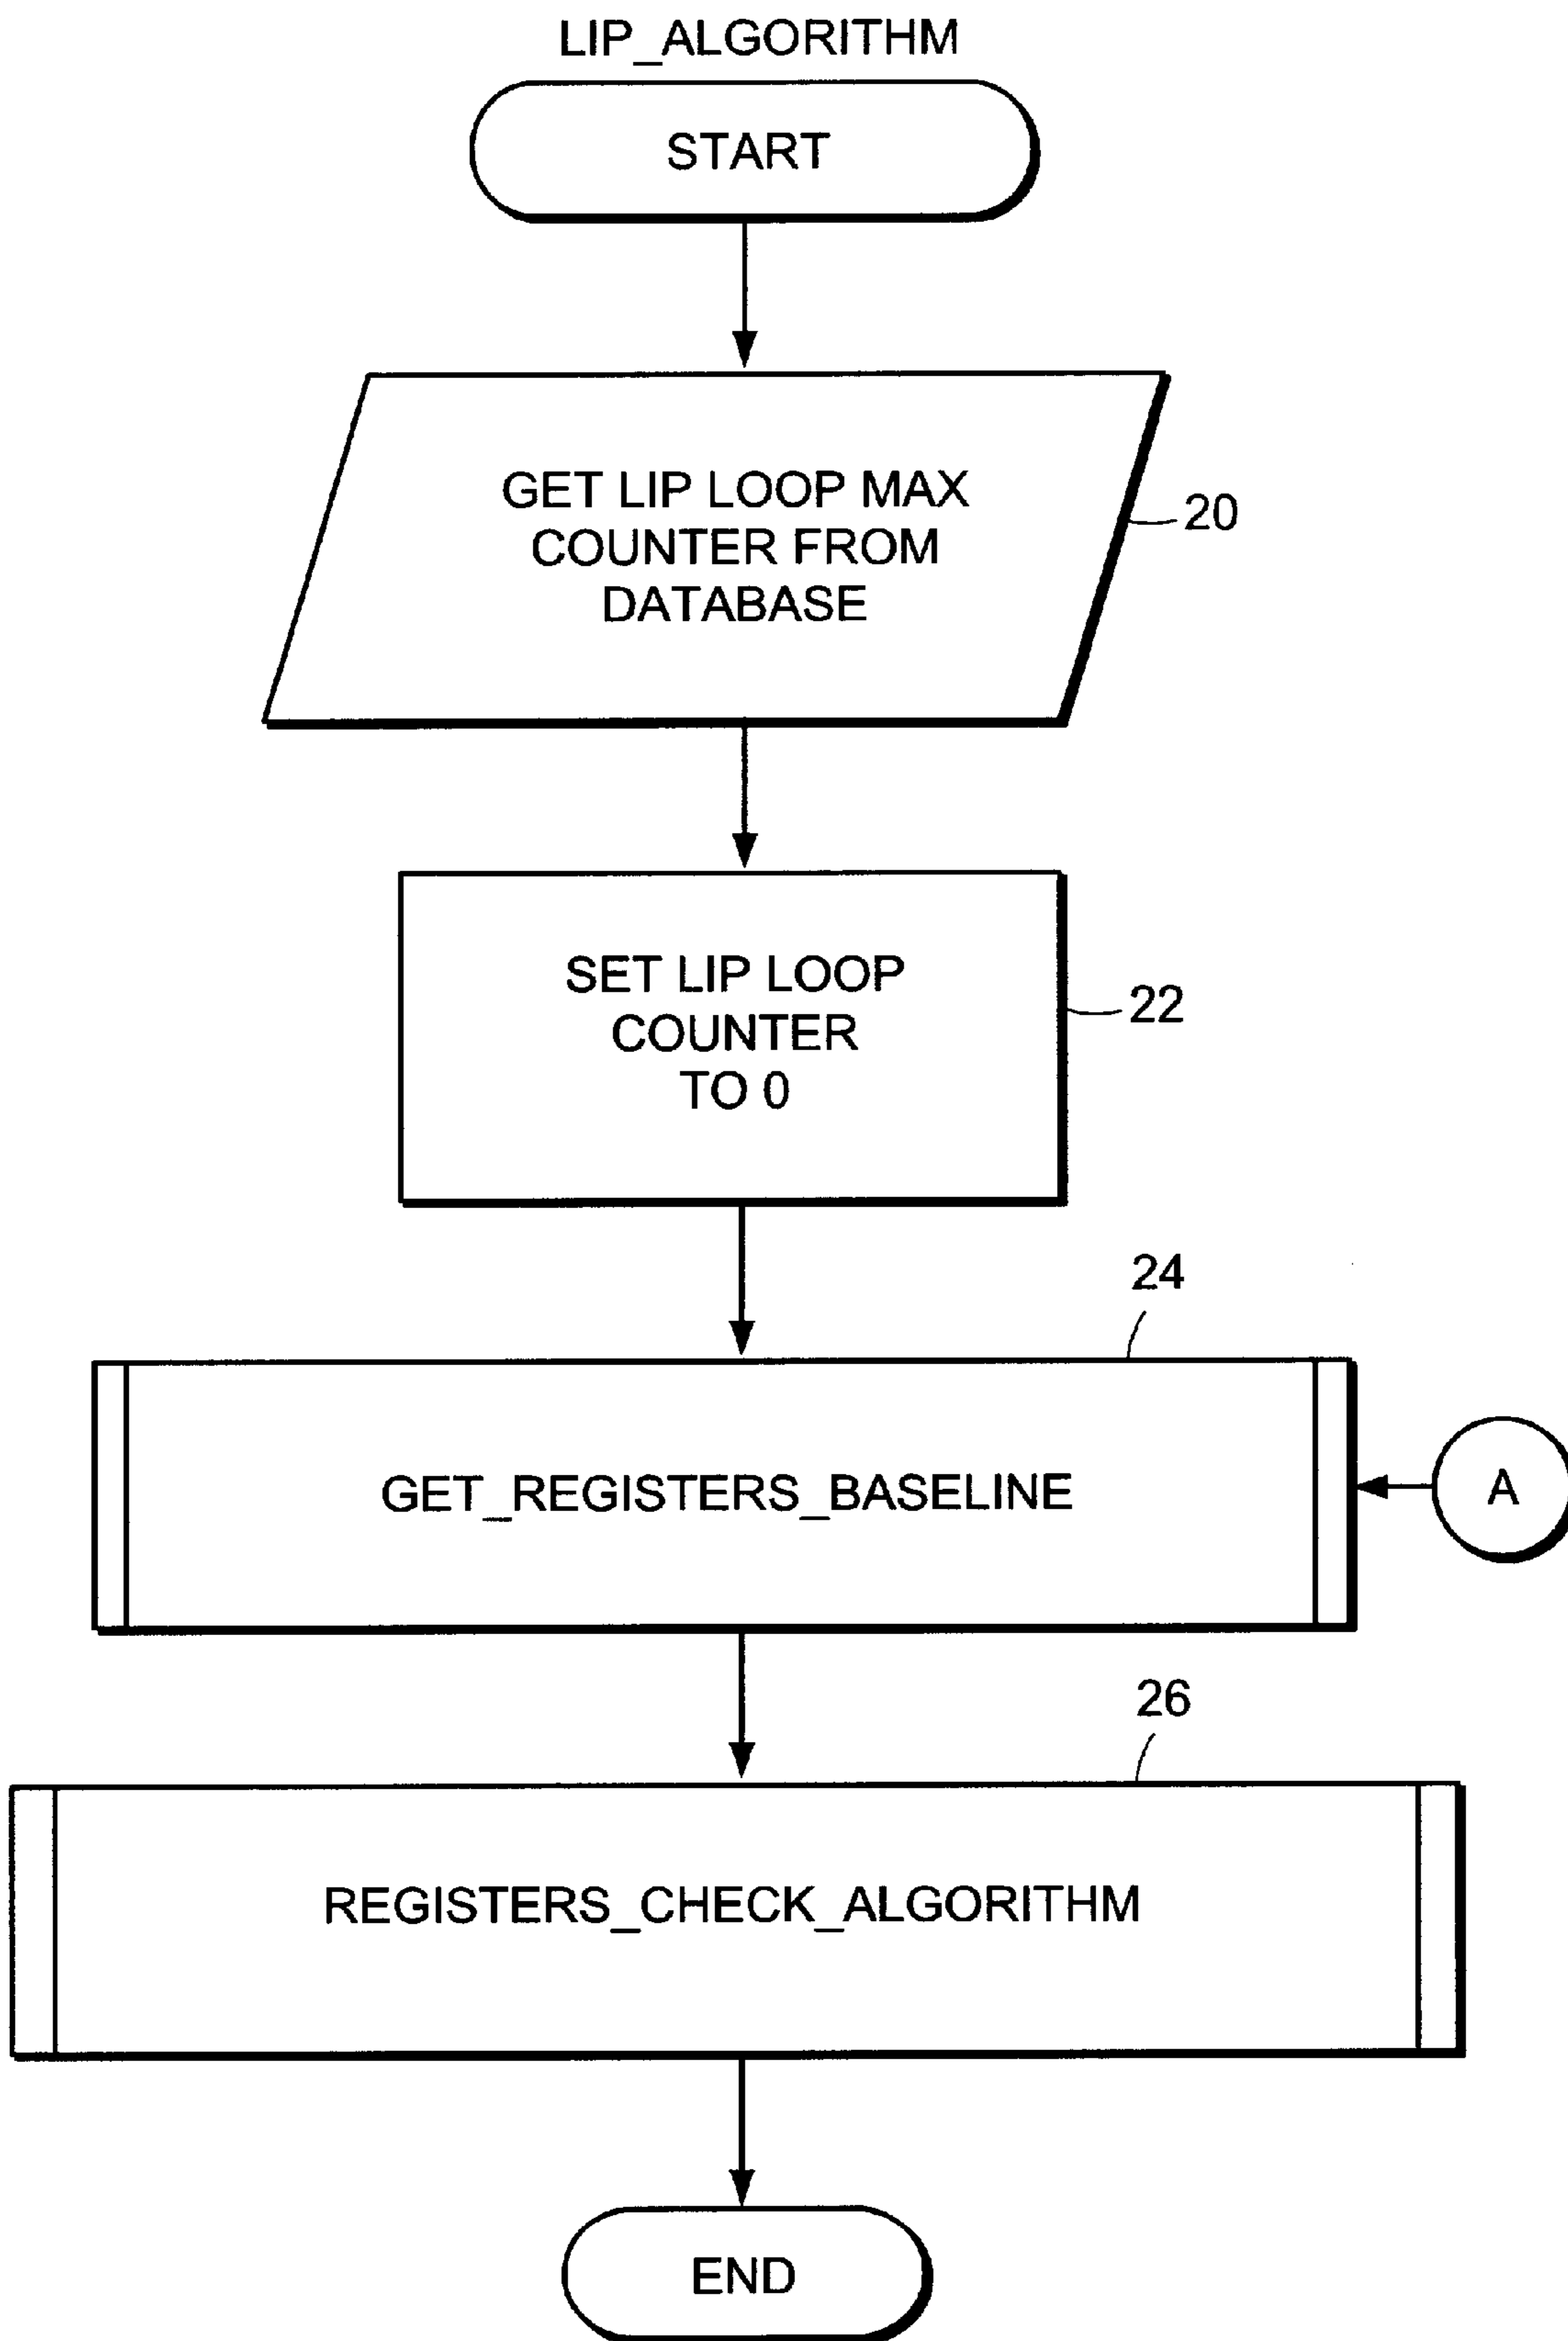 LIP_ALGORITHM
START
GET LIP LOOP MAX
COUNTER FROM
DATABASE
20
SET LIP LOOP
COUNTER
TO 0
22
24
GET_REGISTERS_BASELINE
A
26
REGISTERS_CHECK_ALGORITHM
END